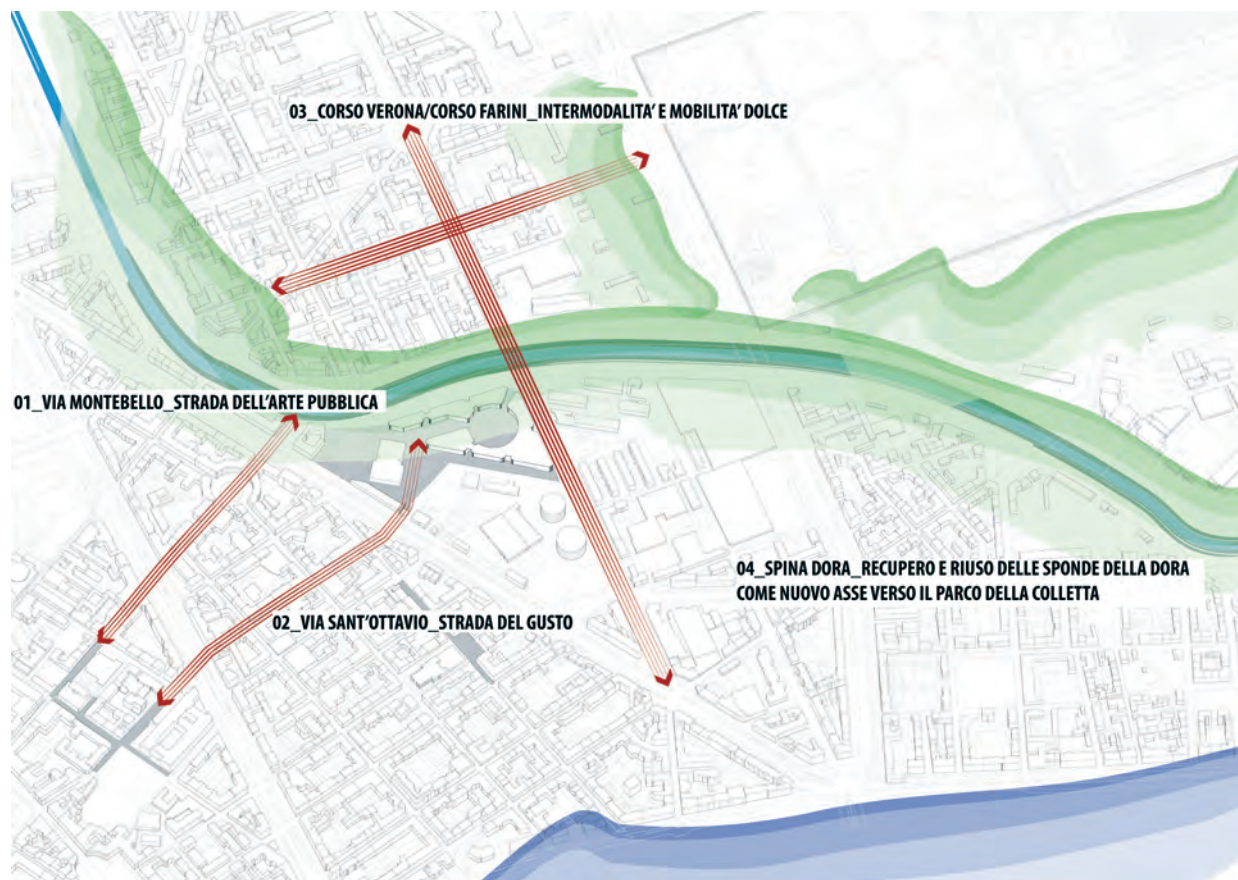 03_CORSO VERONA/CORSO FARINI_INTERMODALITA' E MOBILITA' DOLCE
01_VIA MONTEBELLO_STRADA DELL'ARTE PUBBLICA
04_SPINA DORA_RECUPERO E RIUSO DELLE SPONDE DELLA DORA
COME NUOVO ASSE VERSO IL PARCO DELLA COLLETTA
02_VIA SANT'OTTAVIO_STRADA DEL GUSTO